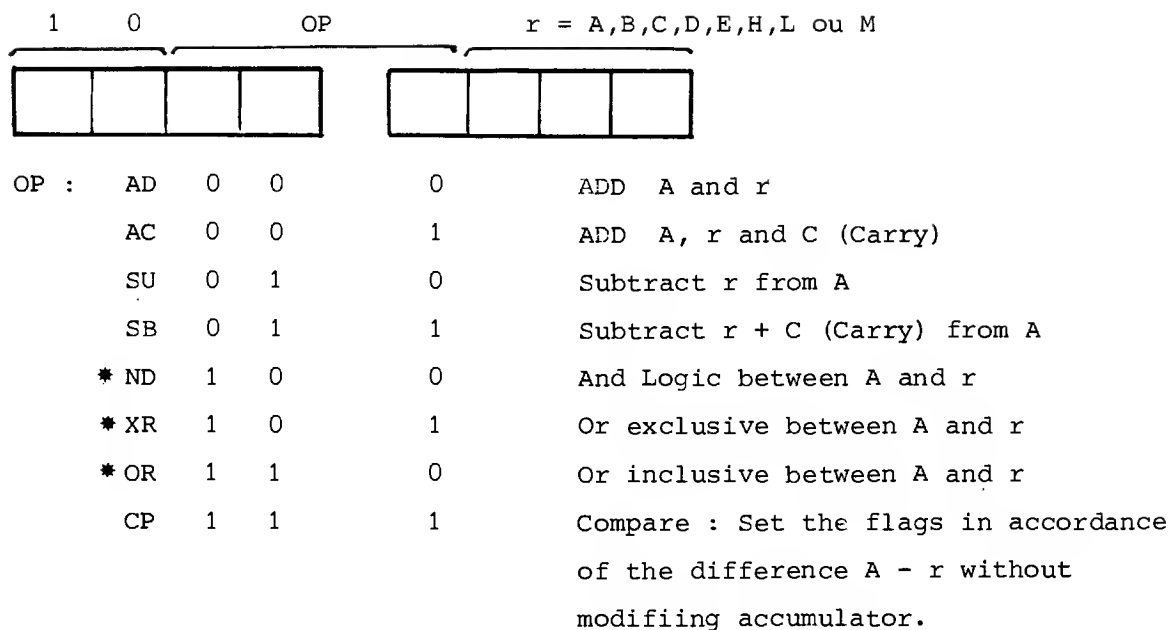 1 0 OP r = A,B,C,D,E,H,L ou M
OP : AD 0 0 0 ADD A and r
AC 0 0 1 ADD A, r and C (Carry)
SU 0 1 0 Subtract r from A
SB 0 1 1 Subtract r + C (Carry) from A
* ND 1 0 0 And Logic between A and r
* XR 1 0 1 Or exclusive between A and r
* OR 1 1 0 Or inclusive between A and r
CP 1 1 1 Compare : Set the flags in accordance
of the difference A - r without
modifiing accumulator.